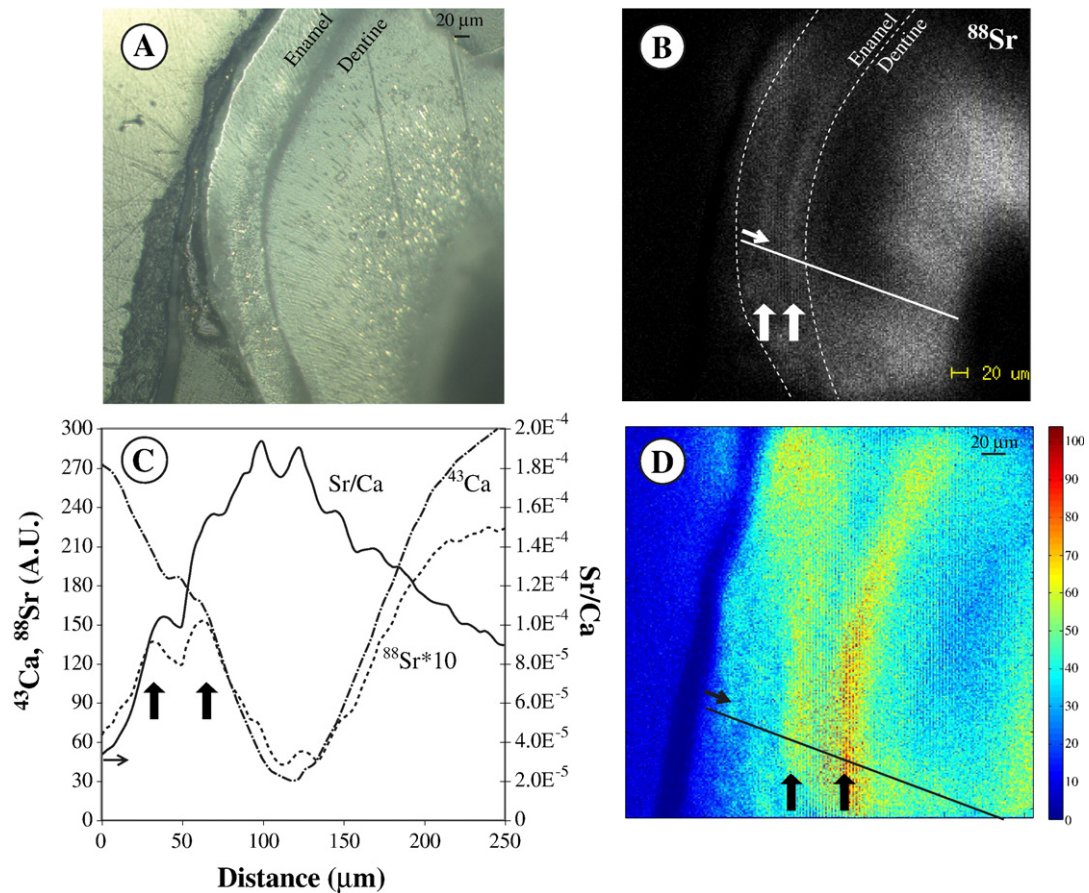 A
Enamel
Dentine
20 μm
B
Enamel
Dentine
⁸⁸Sr
20 um
C
⁴³Ca, ⁸⁸Sr (A.U.)
300
270
240
210
180
150
120
90
60
30
0
Sr/Ca
⁴³Ca
⁸⁸Sr*10
2.0E⁻⁴
1.8E⁻⁴
1.6E⁻⁴
1.4E⁻⁴
1.2E⁻⁴
1.0E⁻⁴
8.0E⁻⁵
6.0E⁻⁵
4.0E⁻⁵
2.0E⁻⁵
0
Sr/Ca
0 50 100 150 200 250
Distance (μm)
D
20 μm
100
90
80
70
60
50
40
30
20
10
0